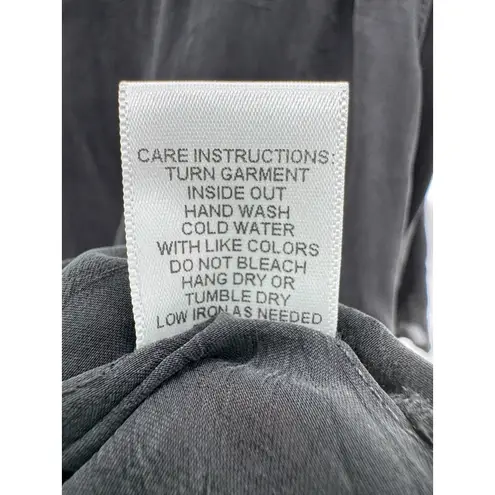 CARE INSTRUCTIONS:
TURN GARMENT
INSIDE OUT
HAND WASH
COLD WATER
WITH LIKE COLORS
DO NOT BLEACH
HANG DRY OR
TUMBLE DRY
LOW IRON AS NEEDED